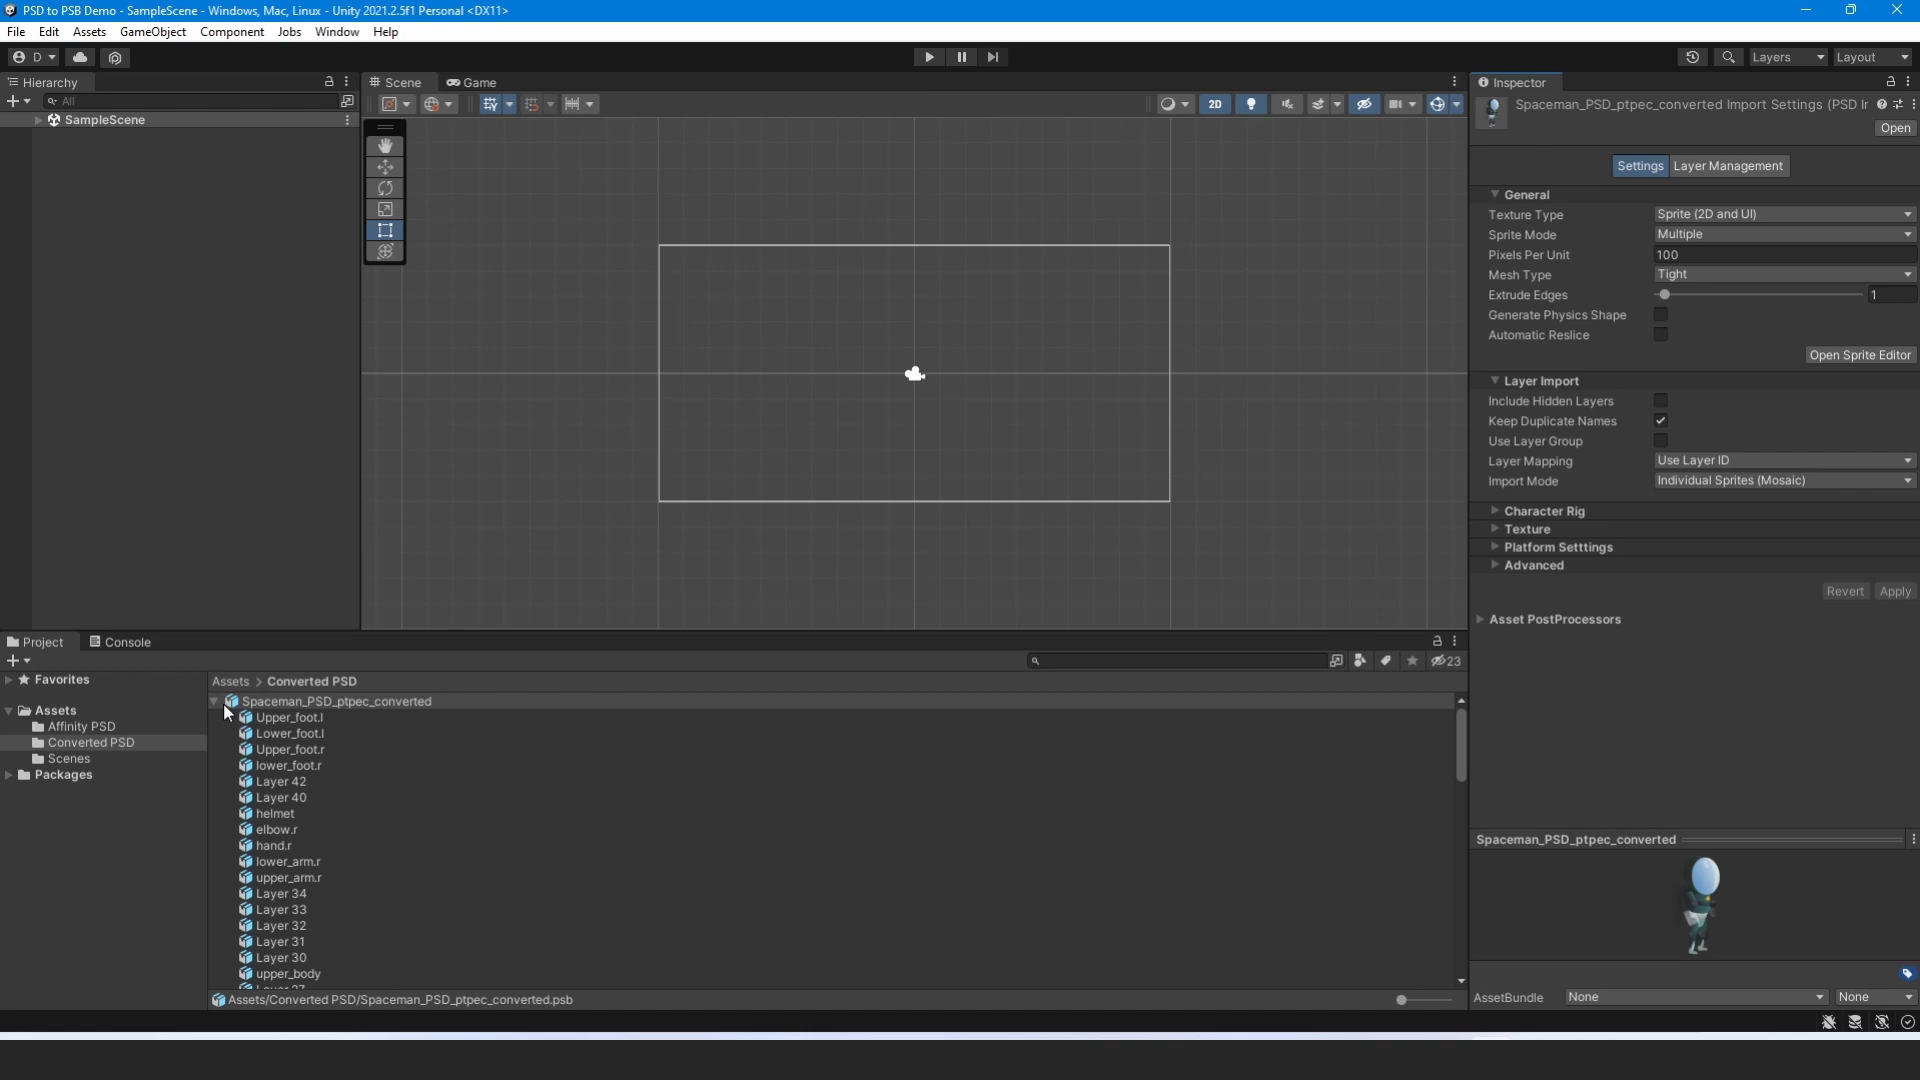 PSD to PSB Demo - SampleScene - Windows, Mac, Linux - Unity 2021.2.5f1 Personal <DX11>
File Edit Assets GameObject Component Jobs Window Help
D Layers Layout
Hierarchy Scene Game Inspector
All 2D
SampleScene
Spaceman_PSD_ptpec_converted Import Settings (PSD Ir
Open
Settings Layer Management
General
Texture Type Sprite (2D and UI)
Sprite Mode Multiple
Pixels Per Unit 100
Mesh Type Tight
Extrude Edges 1
Generate Physics Shape
Automatic Reslice
Open Sprite Editor
Layer Import
Include Hidden Layers
Keep Duplicate Names
Use Layer Group
Layer Mapping Use Layer ID
Import Mode Individual Sprites (Mosaic)
Character Rig
Texture
Platform Setttings
Advanced
Revert Apply
Asset PostProcessors
Project Console
23
Favorites
Assets
Affinity PSD
Converted PSD
Scenes
Packages
Assets > Converted PSD
Spaceman_PSD_ptpec_converted
Upper_foot.l
Lower_foot.l
Upper_foot.r
lower_foot.r
Layer 42
Layer 40
helmet
elbow.r
hand.r
lower_arm.r
upper_arm.r
Layer 34
Layer 33
Layer 32
Layer 31
Layer 30
upper_body
Assets/Converted PSD/Spaceman_PSD_ptpec_converted.psb
Spaceman_PSD_ptpec_converted
AssetBundle None None